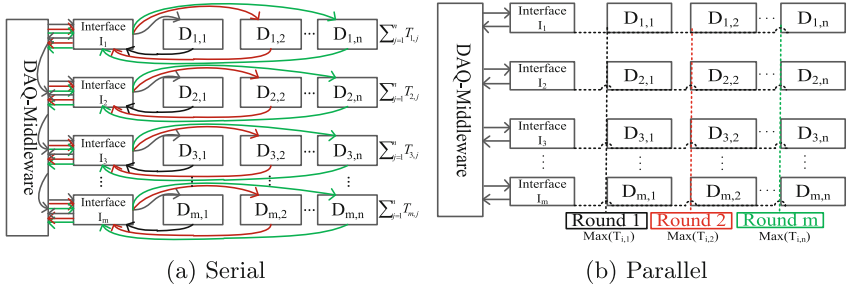 DAQ-Middleware
Interface I₁ D₁,₁ D₁,₂ ··· D₁,n ∑ⁿⱼ₌₁ T₁,ⱼ
Interface I₂ D₂,₁ D₂,₂ ··· D₂,n ∑ⁿⱼ₌₁ T₂,ⱼ
Interface I₃ D₃,₁ D₃,₂ ··· D₃,n ∑ⁿⱼ₌₁ T₃,ⱼ
⋮ ⋮ ⋮
Interface Iₘ Dₘ,₁ Dₘ,₂ ··· Dₘ,n ∑ⁿⱼ₌₁ Tₘ,ⱼ
(a) Serial
DAQ-Middleware
Interface I₁ D₁,₁ D₁,₂ ··· D₁,n
Interface I₂ D₂,₁ D₂,₂ ··· D₂,n
Interface I₃ D₃,₁ D₃,₂ ··· D₃,n
⋮ ⋮ ⋮
Interface Iₘ Dₘ,₁ Dₘ,₂ ··· Dₘ,n
Round 1 Round 2 Round m
Max(Tᵢ,₁) Max(Tᵢ,₂) Max(Tᵢ,n)
(b) Parallel